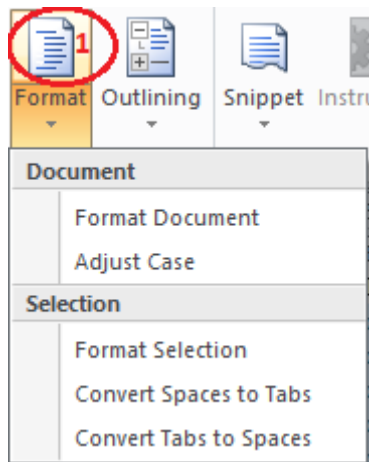 1
Format Outlining Snippet Instru
Document
Format Document
Adjust Case
Selection
Format Selection
Convert Spaces to Tabs
Convert Tabs to Spaces